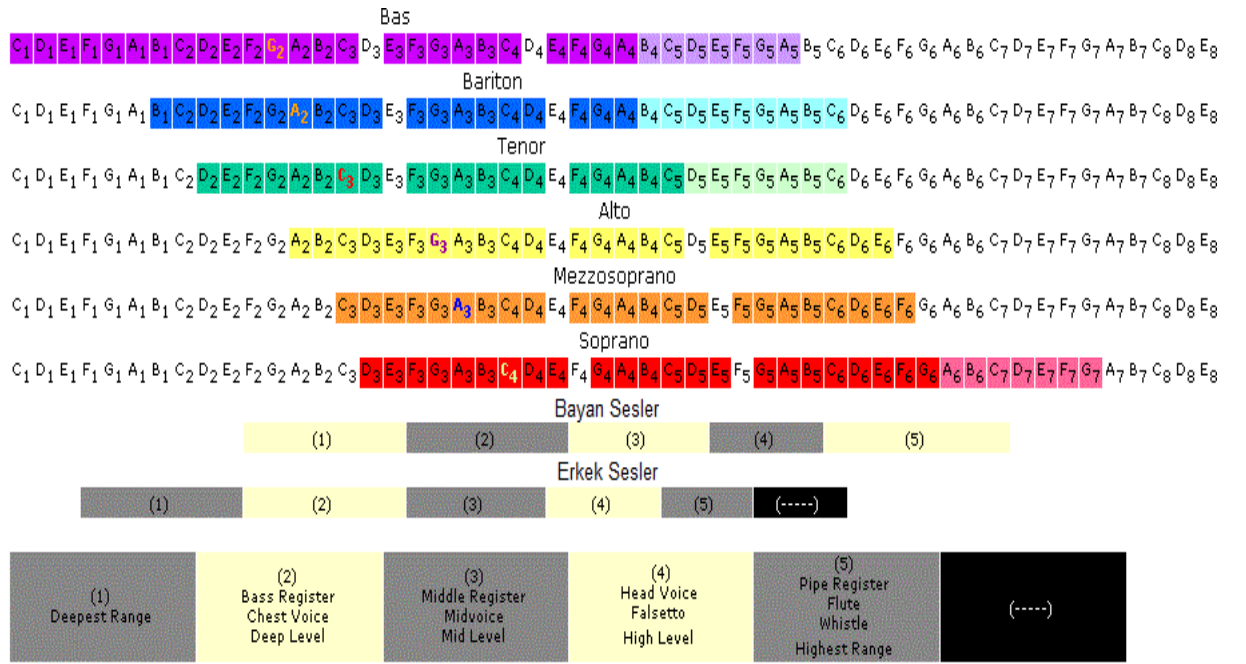 Bas
C1 D1 E1 F1 G1 A1 B1 C2 D2 E2 F2 G2 A2 B2 C3 D3 E3 F3 G3 A3 B3 C4 D4 E4 F4 G4 A4 B4 C5 D5 E5 F5 G5 A5 B5 C6 D6 E6 F6 G6 A6 B6 C7 D7 E7 F7 G7 A7 B7 C8 D8 E8
Bariton
C1 D1 E1 F1 G1 A1 B1 C2 D2 E2 F2 G2 A2 B2 C3 D3 E3 F3 G3 A3 B3 C4 D4 E4 F4 G4 A4 B4 C5 D5 E5 F5 G5 A5 B5 C6 D6 E6 F6 G6 A6 B6 C7 D7 E7 F7 G7 A7 B7 C8 D8 E8
Tenor
C1 D1 E1 F1 G1 A1 B1 C2 D2 E2 F2 G2 A2 B2 C3 D3 E3 F3 G3 A3 B3 C4 D4 E4 F4 G4 A4 B4 C5 D5 E5 F5 G5 A5 B5 C6 D6 E6 F6 G6 A6 B6 C7 D7 E7 F7 G7 A7 B7 C8 D8 E8
Alto
C1 D1 E1 F1 G1 A1 B1 C2 D2 E2 F2 G2 A2 B2 C3 D3 E3 F3 G3 A3 B3 C4 D4 E4 F4 G4 A4 B4 C5 D5 E5 F5 G5 A5 B5 C6 D6 E6 F6 G6 A6 B6 C7 D7 E7 F7 G7 A7 B7 C8 D8 E8
Mezzosoprano
C1 D1 E1 F1 G1 A1 B1 C2 D2 E2 F2 G2 A2 B2 C3 D3 E3 F3 G3 A3 B3 C4 D4 E4 F4 G4 A4 B4 C5 D5 E5 F5 G5 A5 B5 C6 D6 E6 F6 G6 A6 B6 C7 D7 E7 F7 G7 A7 B7 C8 D8 E8
Soprano
C1 D1 E1 F1 G1 A1 B1 C2 D2 E2 F2 G2 A2 B2 C3 D3 E3 F3 G3 A3 B3 C4 D4 E4 F4 G4 A4 B4 C5 D5 E5 F5 G5 A5 B5 C6 D6 E6 F6 G6 A6 B6 C7 D7 E7 F7 G7 A7 B7 C8 D8 E8
Bayan Sesler
(1) (2) (3) (4) (5)
Erkek Sesler
(1) (2) (3) (4) (5) (-----)
(1)
Deepest Range
(2)
Bass Register
Chest Voice
Deep Level
(3)
Middle Register
Midvoice
Mid Level
(4)
Head Voice
Falsetto
High Level
(5)
Pipe Register
Flute
Whistle
Highest Range
(-----)